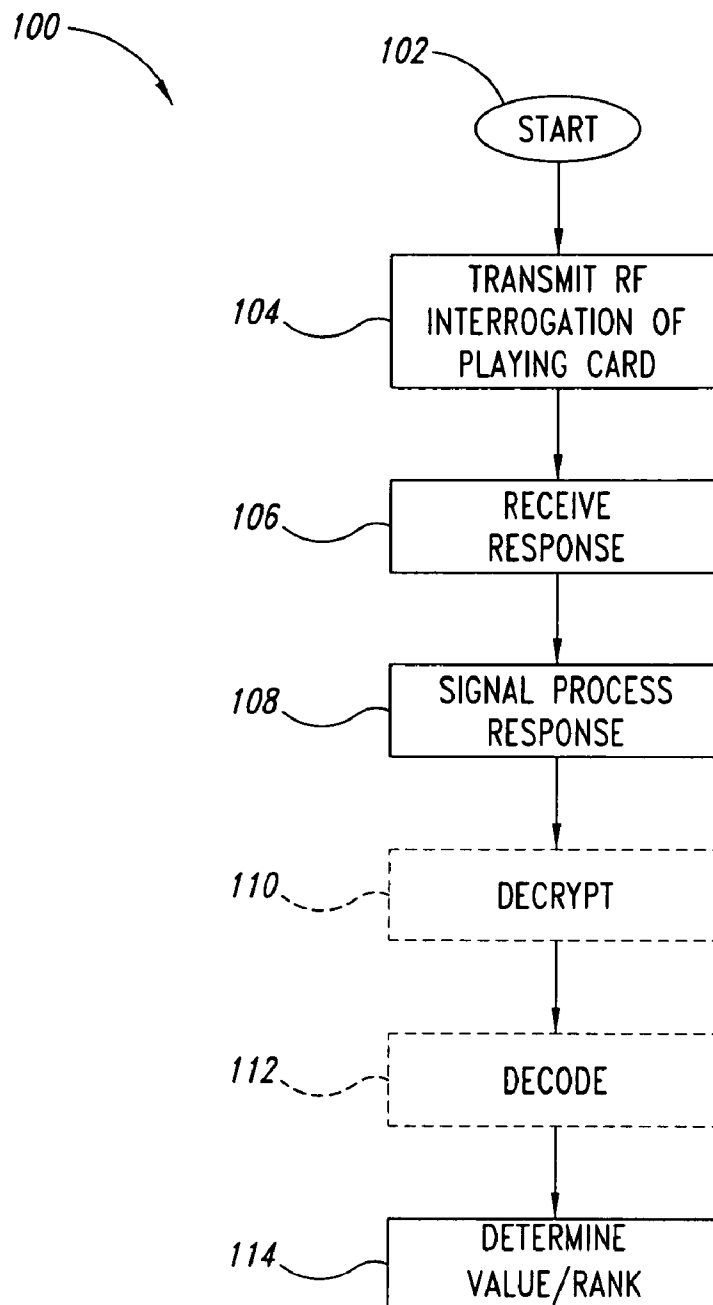 100
102
START
104
TRANSMIT RF
INTERROGATION OF
PLAYING CARD
106
RECEIVE
RESPONSE
108
SIGNAL PROCESS
RESPONSE
110
DECRYPT
112
DECODE
114
DETERMINE
VALUE/RANK